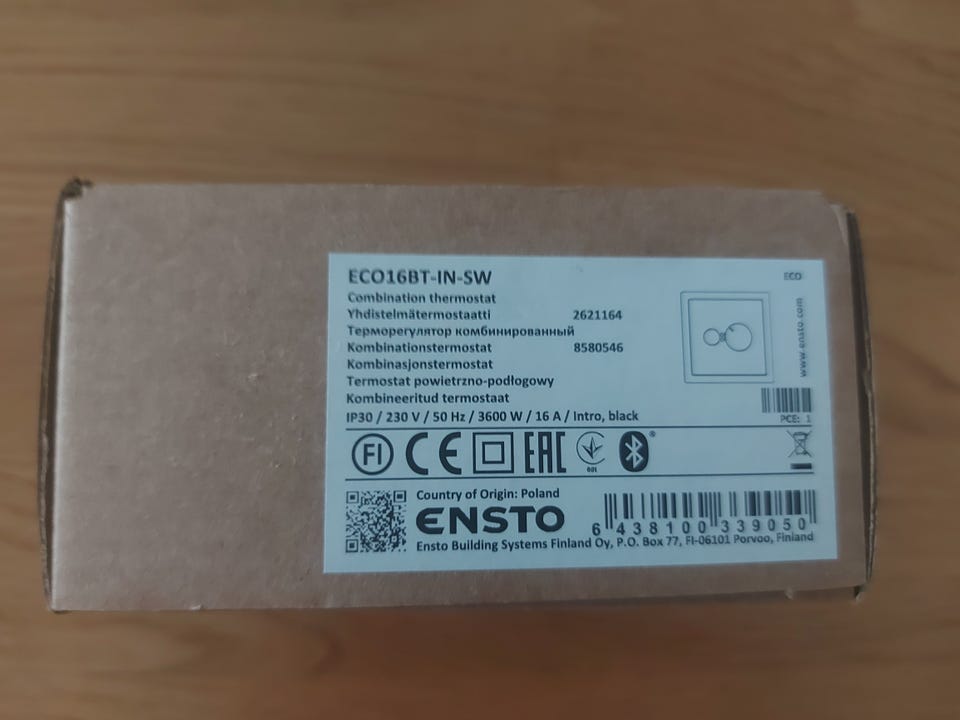 ECO16BT-IN-SW
ECO
Combination thermostat
Yhdistelmätermostaatti 2621164
Терморегулятор комбинированный
Kombinationstermostat 8580546
Kombinasjonstermostat
Termostat powietrzno-podłogowy
Kombineeritud termostaat
IP30 / 230 V / 50 Hz / 3600 W / 16 A / Intro, black
www.ensto.com
PCE: 1
FI CE EAC
Country of Origin: Poland
ENSTO
6 438100 339050
Ensto Building Systems Finland Oy, P.O. Box 77, FI-06101 Porvoo, Finland